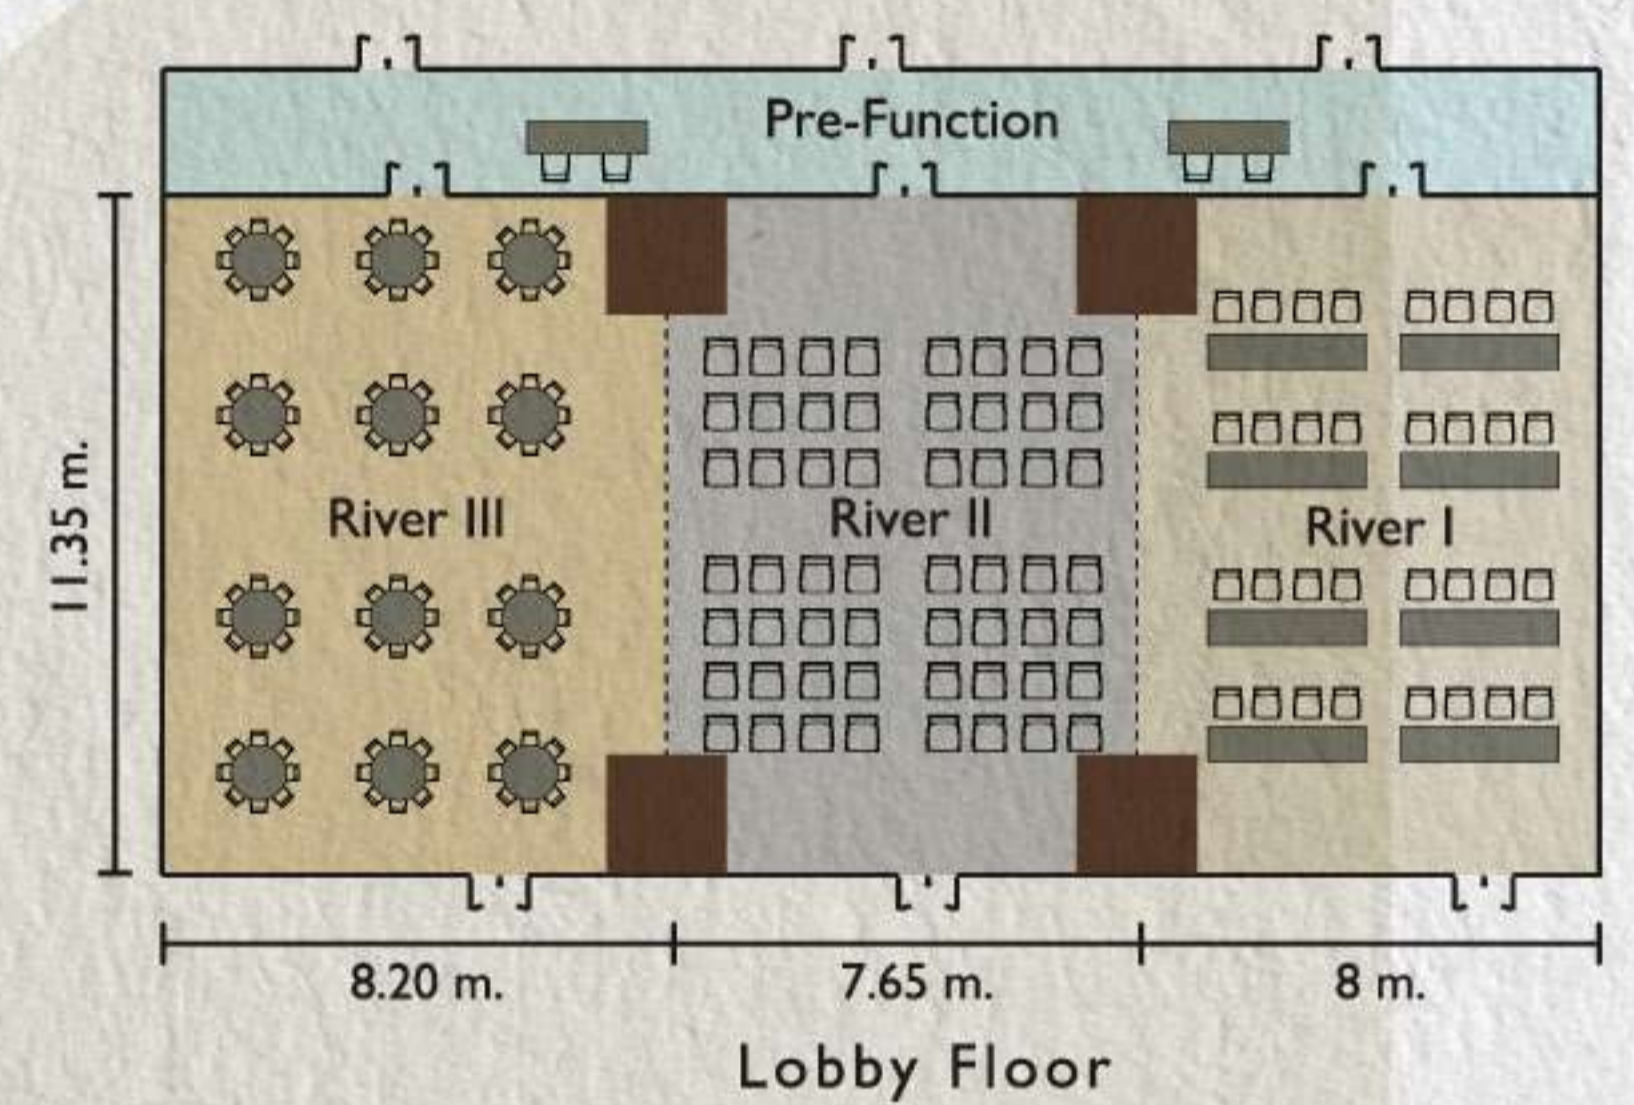 Pre-Function
11.35 m.
River III
River II
River I
8.20 m.
7.65 m.
8 m.
Lobby Floor